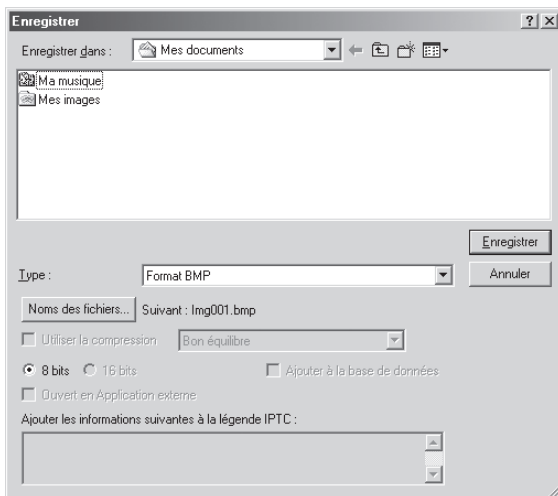 Enregistrer
Enregistrer dans : Mes documents
Ma musique
Mes images
Enregistrer
Type : Format BMP Annuler
Noms des fichiers... Suivant : Img001.bmp
Utiliser la compression Bon équilibre
8 bits 16 bits Ajouter à la base de données
Ouvert en Application externe
Ajouter les informations suivantes à la légende IPTC :